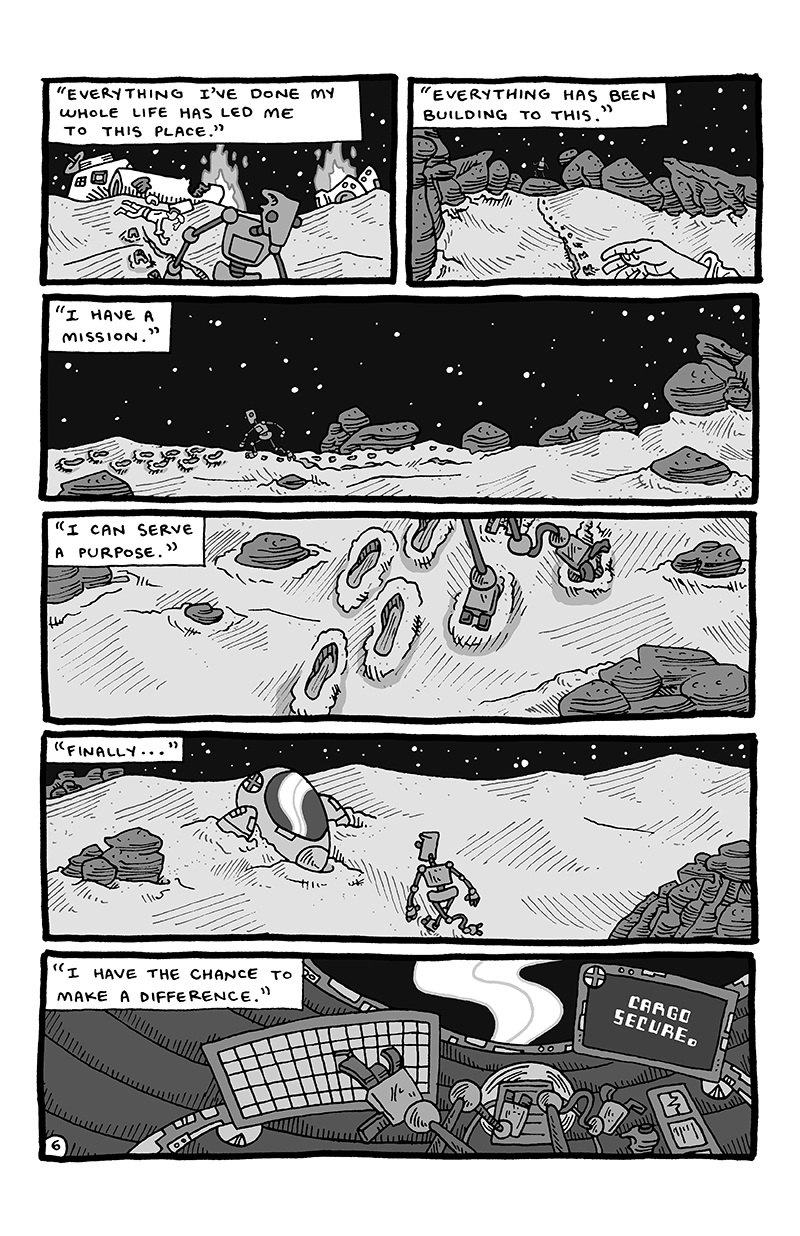 "EVERYTHING I'VE DONE MY
WHOLE LIFE HAS LED ME
TO THIS PLACE."
"EVERYTHING HAS BEEN
BUILDING TO THIS."
"I HAVE A
MISSION."
"I CAN SERVE
A PURPOSE."
"FINALLY..."
"I HAVE THE CHANCE TO
MAKE A DIFFERENCE."
CARGO
SECURE.
6